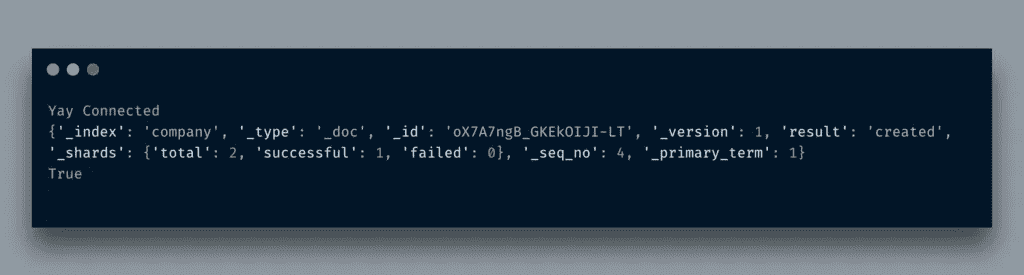 Yay Connected
{'_index': 'company', '_type': '_doc', '_id': 'oX7A7ngB_GKEkOIJI-LT', '_version': 1, 'result': 'created',
'_shards': {'total': 2, 'successful': 1, 'failed': 0}, '_seq_no': 4, '_primary_term': 1}
True